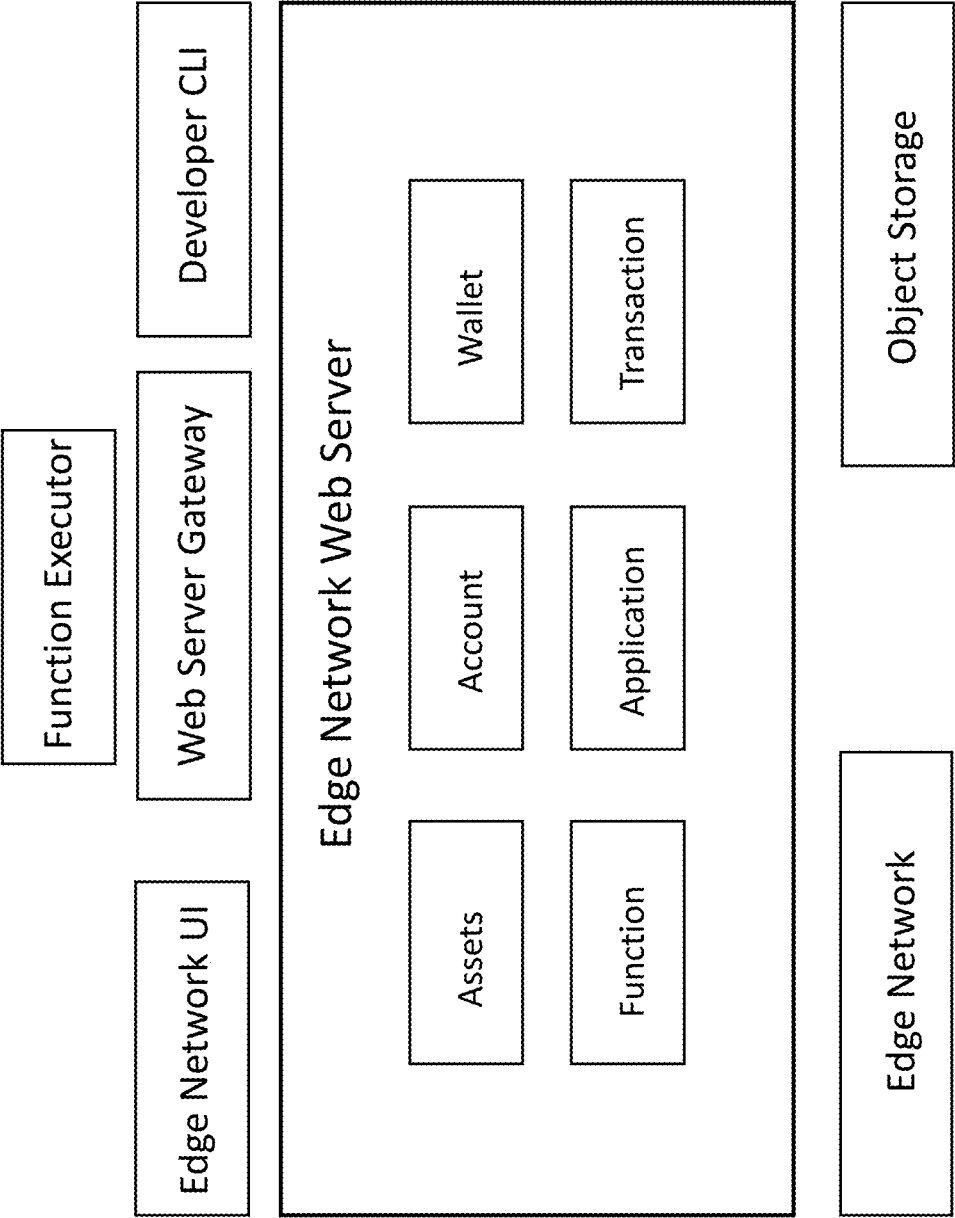 Function Executor
Edge Network UI
Web Server Gateway
Developer CLI
Edge Network Web Server
Assets
Account
Wallet
Function
Application
Transaction
Edge Network
Object Storage